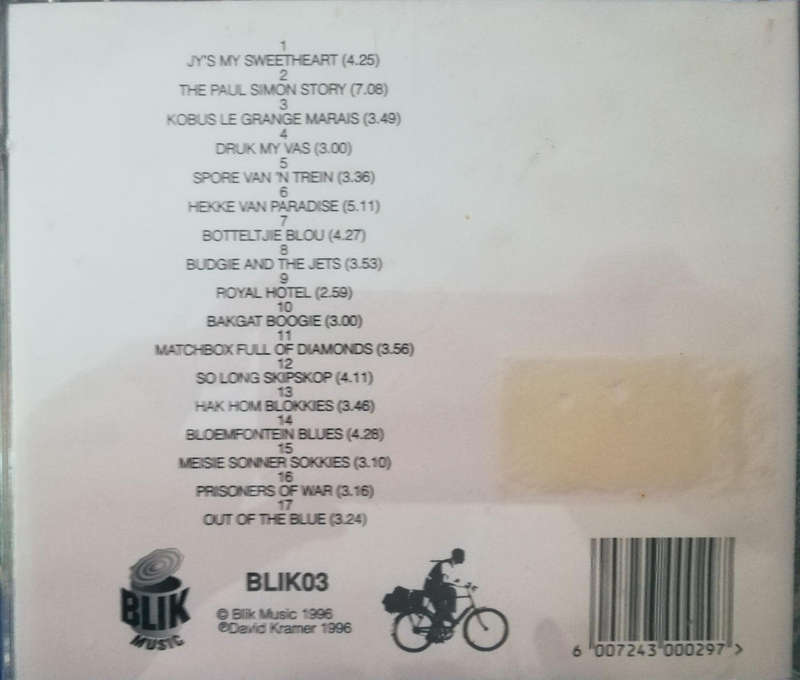 1
JY'S MY SWEETHEART (4.25)
2
THE PAUL SIMON STORY (7.08)
3
KOBUS LE GRANGE MARAIS (3.49)
4
DRUK MY VAS (3.00)
5
SPORE VAN 'N TREIN (3.36)
6
HEKKE VAN PARADISE (5.11)
7
BOTTELTJIE BLOU (4.27)
8
BUDGIE AND THE JETS (3.53)
9
ROYAL HOTEL (2.59)
10
BAKGAT BOOGIE (3.00)
11
MATCHBOX FULL OF DIAMONDS (3.56)
12
SO LONG SKIPSKOP (4.11)
13
HAK HOM BLOKKIES (3.46)
14
BLOEMFONTEIN BLUES (4.28)
15
MEISIE SONNER SOKKIES (3.10)
16
PRISONERS OF WAR (3.16)
17
OUT OF THE BLUE (3.24)
BLIK
MUSIC
BLIK03
© Blik Music 1996
℗David Kramer 1996
6 007243 000297 >